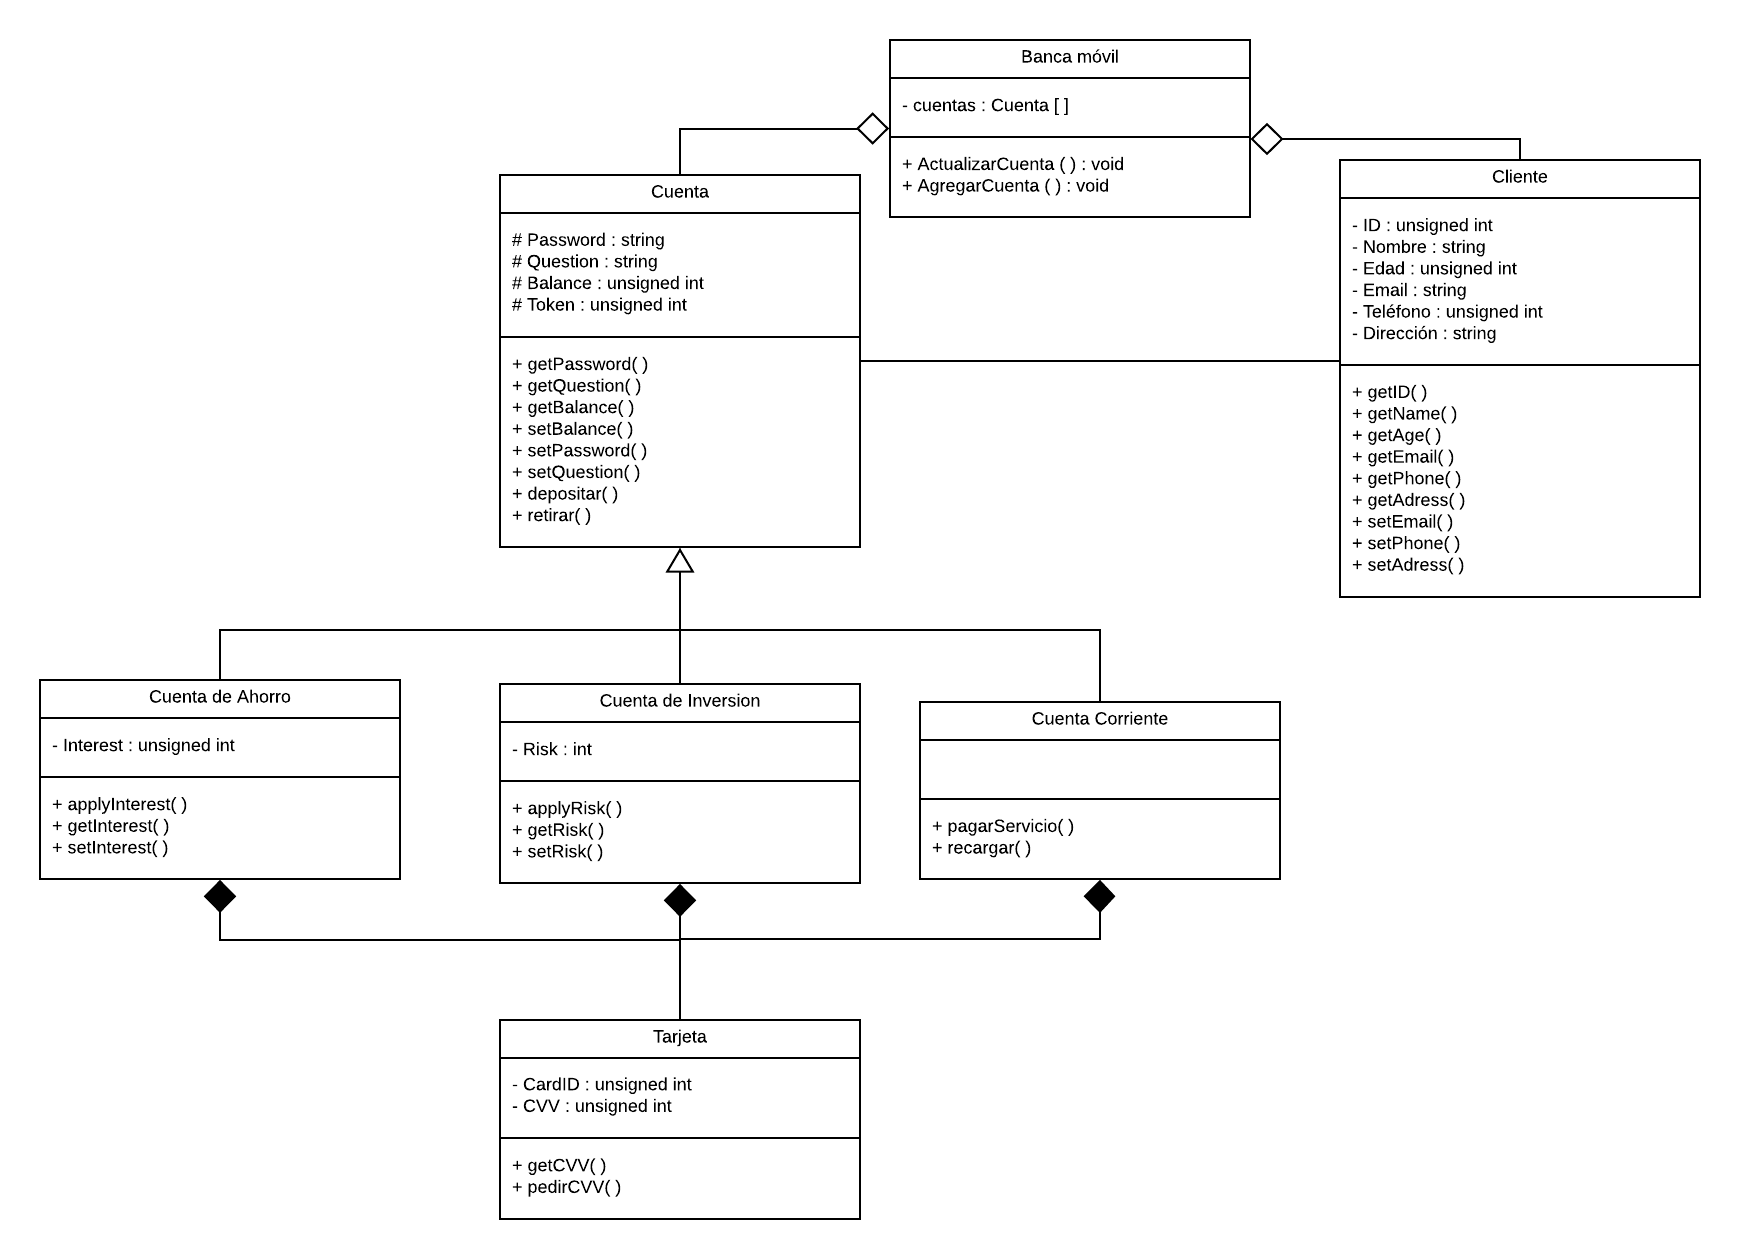 Banca móvil
- cuentas : Cuenta [ ]
+ ActualizarCuenta ( ) : void
+ AgregarCuenta ( ) : void
Cuenta
# Password : string
# Question : string
# Balance : unsigned int
# Token : unsigned int
+ getPassword( )
+ getQuestion( )
+ getBalance( )
+ setBalance( )
+ setPassword( )
+ setQuestion( )
+ depositar( )
+ retirar( )
Cliente
- ID : unsigned int
- Nombre : string
- Edad : unsigned int
- Email : string
- Teléfono : unsigned int
- Dirección : string
+ getID( )
+ getName( )
+ getAge( )
+ getEmail( )
+ getPhone( )
+ getAdress( )
+ setEmail( )
+ setPhone( )
+ setAdress( )
Cuenta de Ahorro
- Interest : unsigned int
+ applyInterest( )
+ getInterest( )
+ setInterest( )
Cuenta de Inversion
- Risk : int
+ applyRisk( )
+ getRisk( )
+ setRisk( )
Cuenta Corriente
+ pagarServicio( )
+ recargar( )
Tarjeta
- CardID : unsigned int
- CVV : unsigned int
+ getCVV( )
+ pedirCVV( )